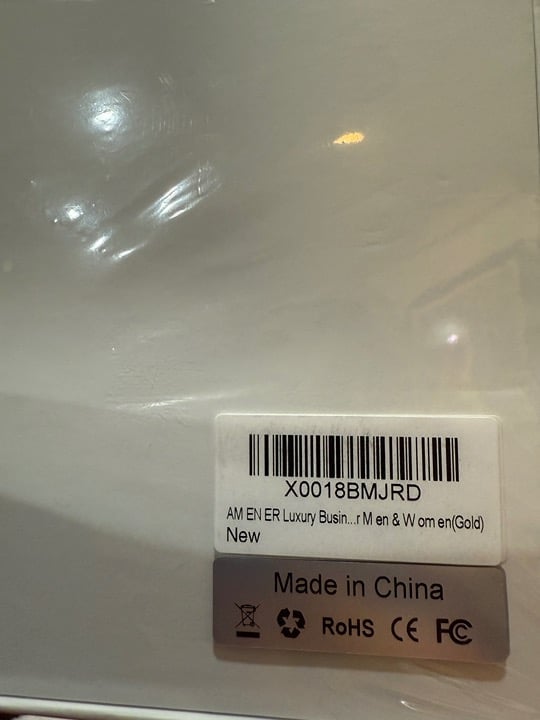 X0018BMJRD
AM EN ER Luxury Busin...r M en & W om en(Gold)
New
Made in China
RoHS CE FC